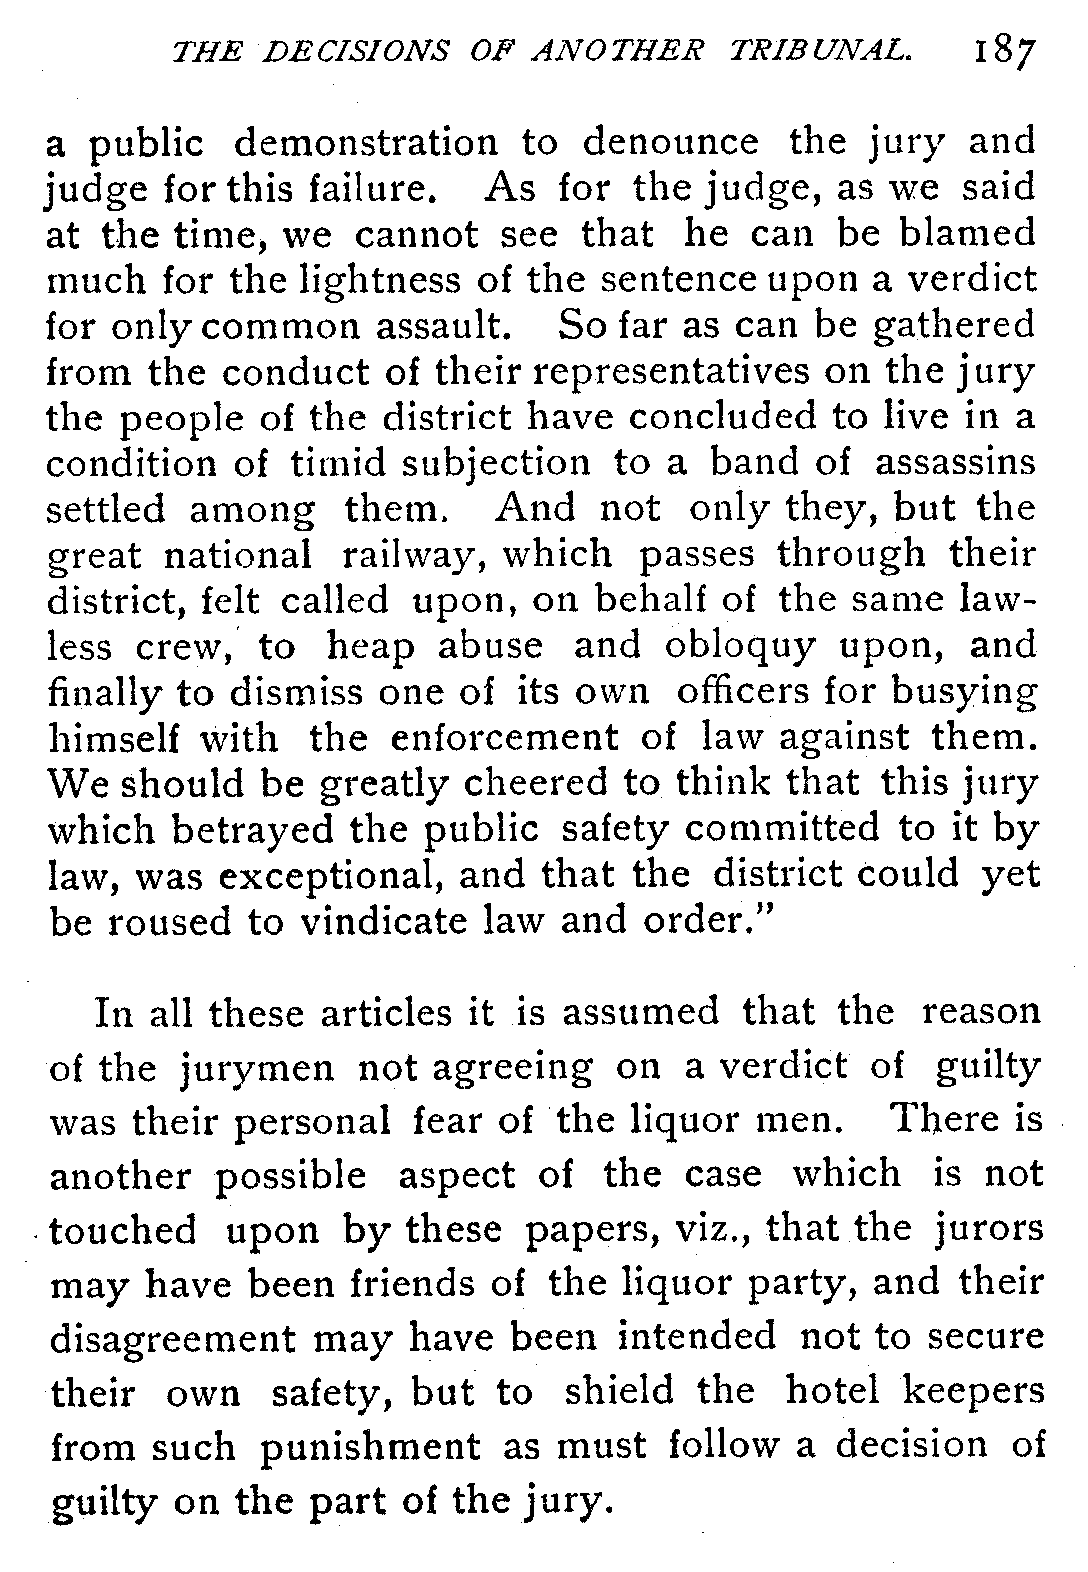 THE DECISIONS OF ANOTHER TRIBUNAL. 187
a public demonstration to denounce the jury and
judge for this failure. As for the judge, as we said
at the time, we cannot see that he can be blamed
much for the lightness of the sentence upon a verdict
for only common assault. So far as can be gathered
from the conduct of their representatives on the jury
the people of the district have concluded to live in a
condition of timid subjection to a band of assassins
settled among them. And not only they, but the
great national railway, which passes through their
district, felt called upon, on behalf of the same law-
less crew, to heap abuse and obloquy upon, and
finally to dismiss one of its own officers for busying
himself with the enforcement of law against them.
We should be greatly cheered to think that this jury
which betrayed the public safety committed to it by
law, was exceptional, and that the district could yet
be roused to vindicate law and order."
In all these articles it is assumed that the reason
of the jurymen not agreeing on a verdict of guilty
was their personal fear of the liquor men. There is
another possible aspect of the case which is not
touched upon by these papers, viz., that the jurors
may have been friends of the liquor party, and their
disagreement may have been intended not to secure
their own safety, but to shield the hotel keepers
from such punishment as must follow a decision of
guilty on the part of the jury.